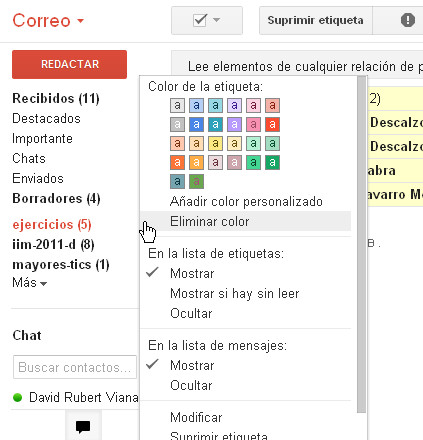 Correo
Suprimir etiqueta
REDACTAR
Lee elementos de cualquier relación de p
Recibidos (11)
Destacados
Importante
Chats
Enviados
Borradores (4)
ejercicios (5)
iim-2011-d (8)
mayores-tics (1)
Más
Chat
Buscar contactos...
David Rubert Viana
Color de la etiqueta:
a a a a a a
a a a a a a
a a a a a a
a a a a a a
a a
Añadir color personalizado
Eliminar color
En la lista de etiquetas:
Mostrar
Mostrar si hay sin leer
Ocultar
En la lista de mensajes:
Mostrar
Ocultar
Modificar
Suprimir etiqueta
2)
Descalzo
Descalzo
abra
avarro Mo
B.